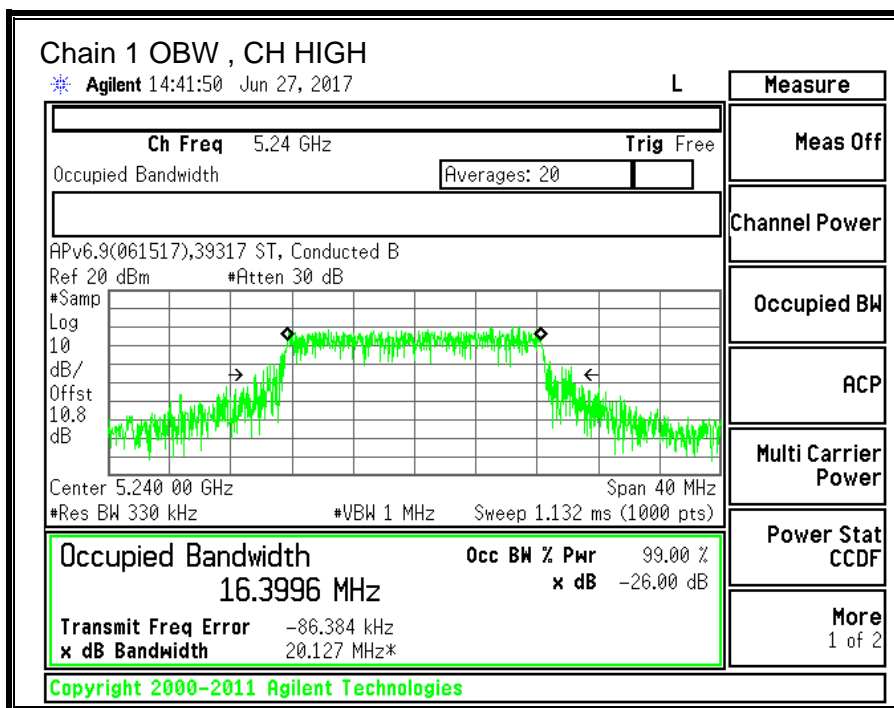 Chain 1 OBW , CH HIGH
Agilent 14:41:50 Jun 27, 2017 L
Measure
Ch Freq 5.24 GHz Trig Free
Occupied Bandwidth Averages: 20
APv6.9(061517),39317 ST, Conducted B
Ref 20 dBm #Atten 30 dB
#Samp
Log
10
dB/
Offst
10.8
dB
Center 5.240 00 GHz Span 40 MHz
#Res BW 330 kHz #VBW 1 MHz Sweep 1.132 ms (1000 pts)
Occupied Bandwidth Occ BW % Pwr 99.00 %
16.3996 MHz x dB -26.00 dB
Transmit Freq Error -86.384 kHz
x dB Bandwidth 20.127 MHz*
Copyright 2000-2011 Agilent Technologies
Meas Off
Channel Power
Occupied BW
ACP
Multi Carrier
Power
Power Stat
CCDF
More
1 of 2